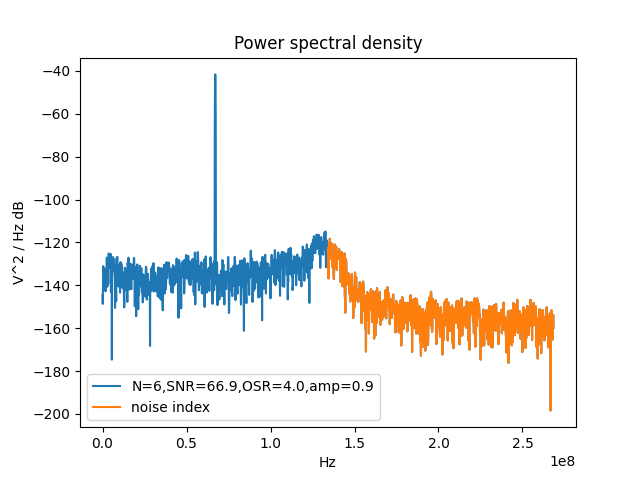 Power spectral density
−40
−60
−80
−100
−120
−140
−160
−180
−200
V^2 / Hz dB
N=6,SNR=66.9,OSR=4.0,amp=0.9
noise index
0.0
0.5
1.0
1.5
2.0
2.5
1e8
Hz